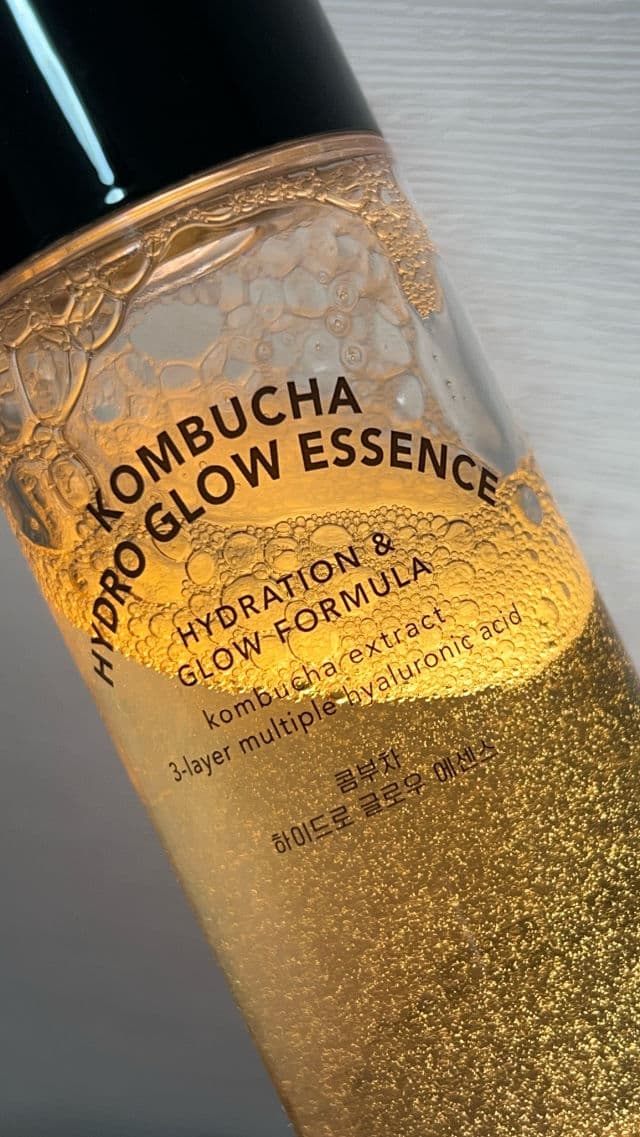 KOMBUCHA
HYDRO GLOW ESSENCE
HYDRATION &
GLOW FORMULA
kombucha extract
3-layer multiple hyaluronic acid
콤부차
하이드로 글로우 에센스